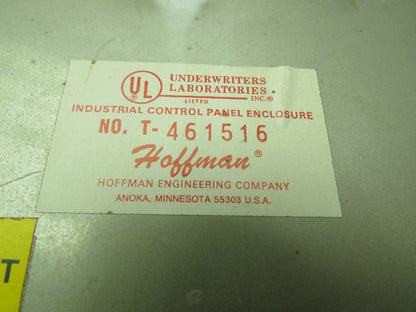 UL
®
UNDERWRITERS
LABORATORIES
INC.®
LISTED
INDUSTRIAL CONTROL PANEL ENCLOSURE
NO. T-461516
Hoffman®
HOFFMAN ENGINEERING COMPANY
ANOKA, MINNESOTA 55303 U.S.A.
T